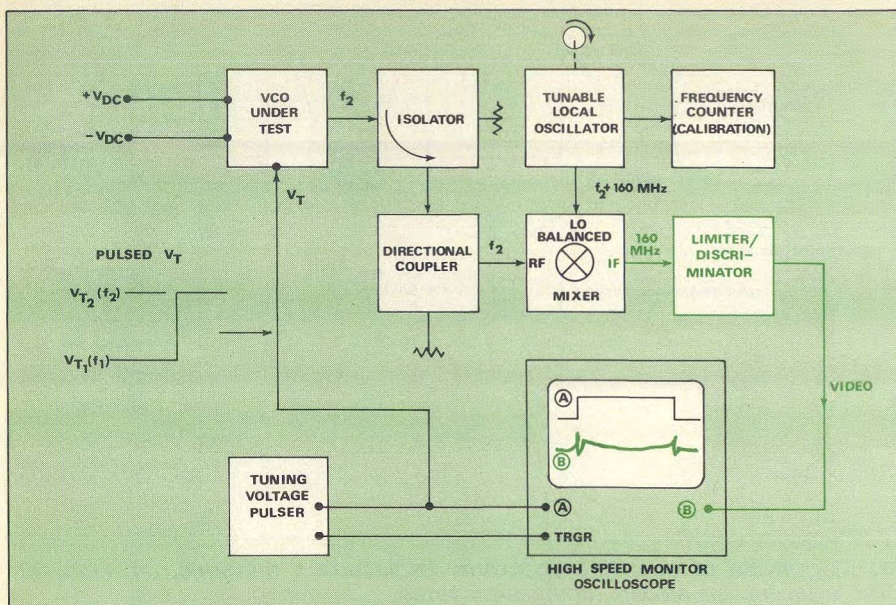 +VDC
−VDC
VCO
UNDER
TEST
f2
ISOLATOR
TUNABLE
LOCAL
OSCILLATOR
FREQUENCY
COUNTER
(CALIBRATION)
VT
f2+160 MHz
PULSED VT
VT2(f2)
VT1(f1)
DIRECTIONAL
COUPLER
f2
LO
BALANCED
RF
IF
MIXER
160
MHz
LIMITER/
DISCRI-
MINATOR
VIDEO
TUNING
VOLTAGE
PULSER
A
B
A
B
TRGR
HIGH SPEED MONITOR
OSCILLOSCOPE